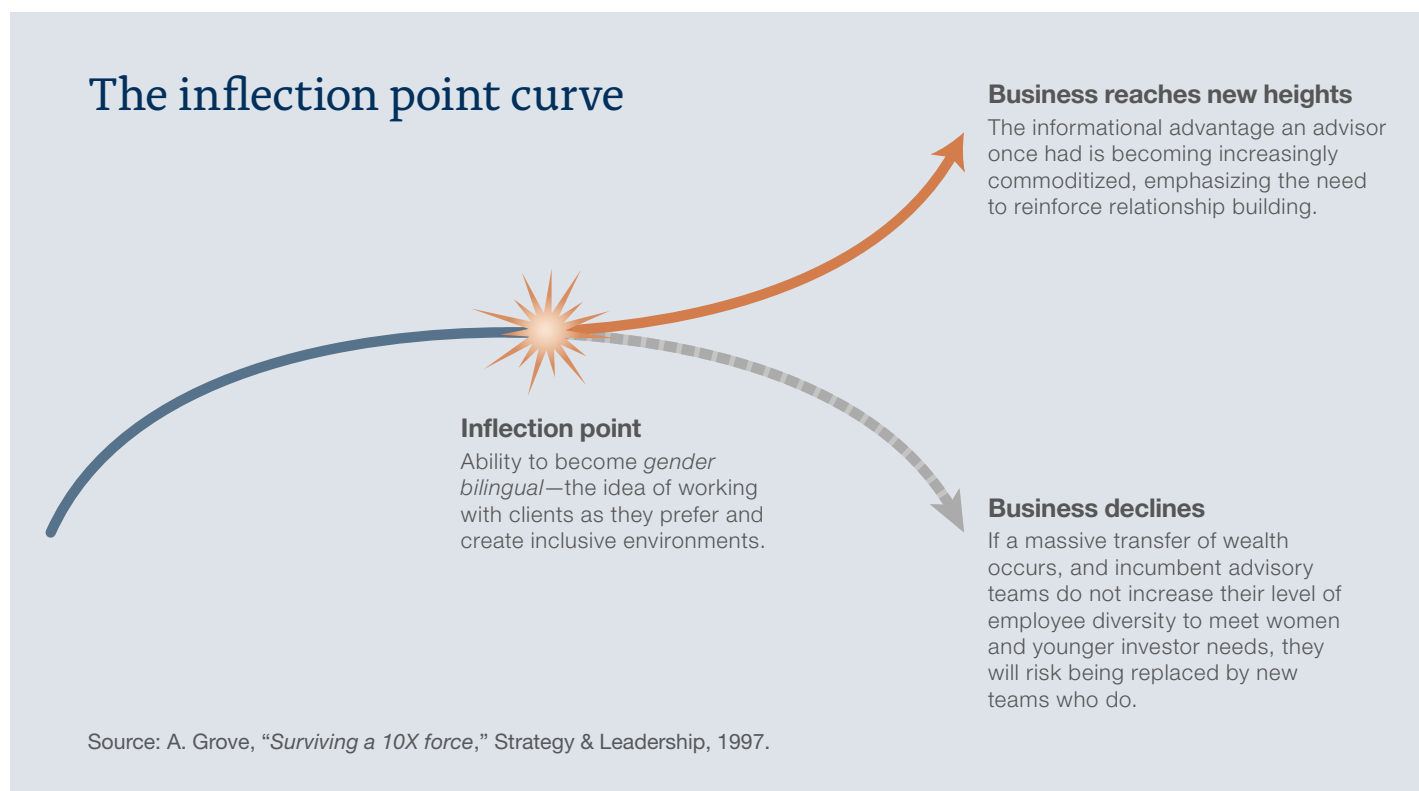 The inflection point curve
Business reaches new heights
The informational advantage an advisor
once had is becoming increasingly
commoditized, emphasizing the need
to reinforce relationship building.
Inflection point
Ability to become gender
bilingual—the idea of working
with clients as they prefer and
create inclusive environments.
Business declines
If a massive transfer of wealth
occurs, and incumbent advisory
teams do not increase their level of
employee diversity to meet women
and younger investor needs, they
will risk being replaced by new
teams who do.
Source: A. Grove, “Surviving a 10X force,” Strategy & Leadership, 1997.